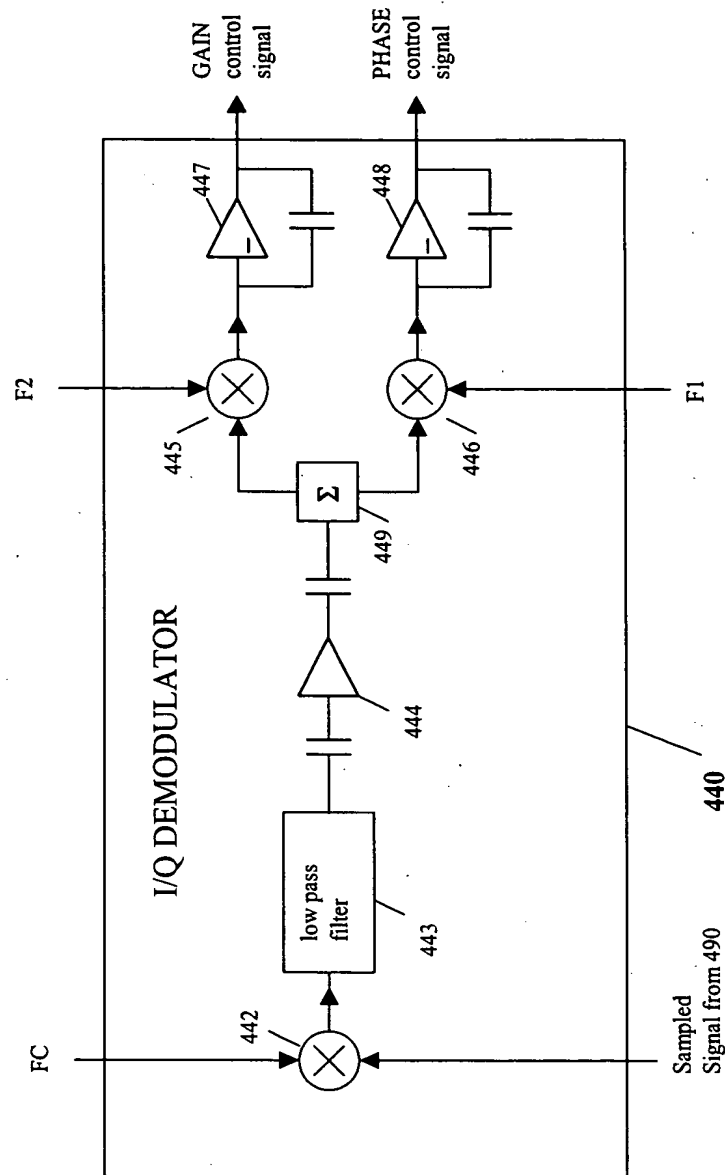 I/Q DEMODULATOR
FC
442
Sampled
Signal from 490
low pass
filter
443
444
Σ
449
F2
445
446
F1
447
448
GAIN
control
signal
PHASE
control
signal
440